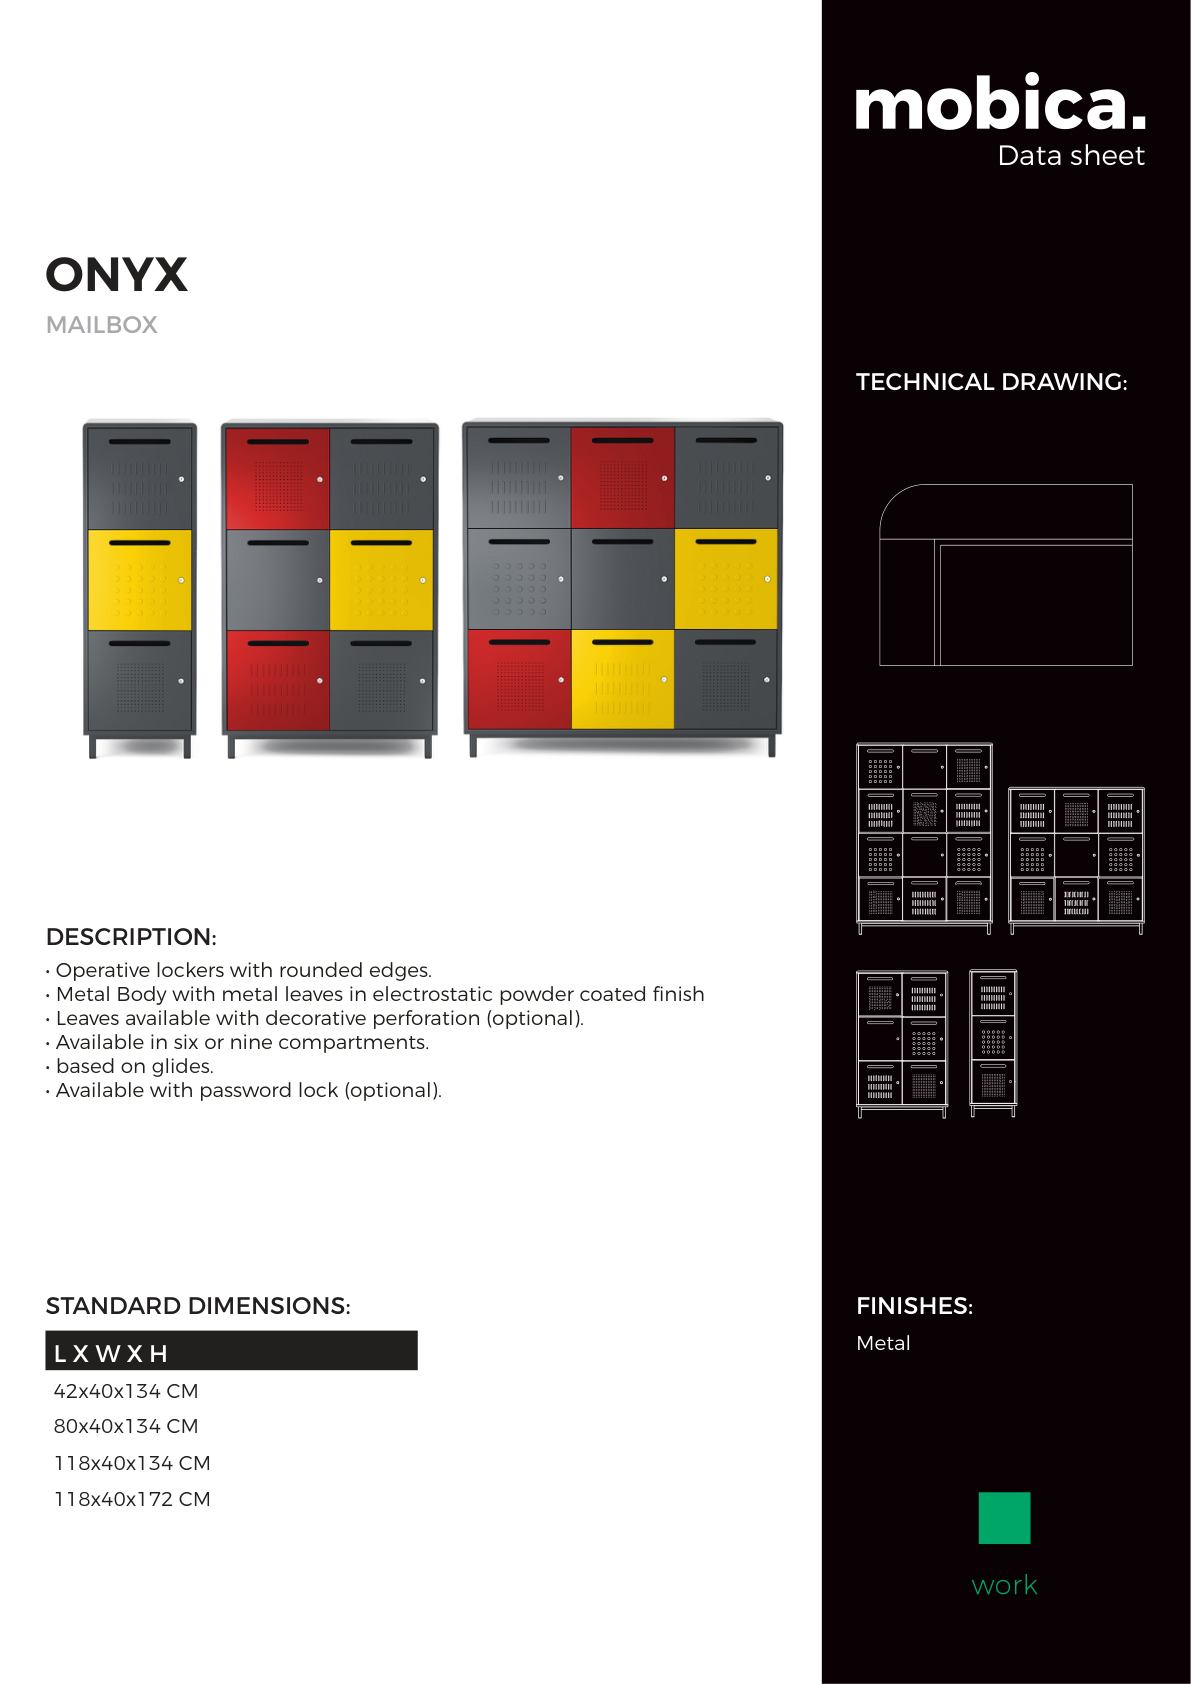 mobica.
Data sheet
ONYX
MAILBOX
TECHNICAL DRAWING:
DESCRIPTION:
• Operative lockers with rounded edges.
• Metal Body with metal leaves in electrostatic powder coated finish
• Leaves available with decorative perforation (optional).
• Available in six or nine compartments.
• based on glides.
• Available with password lock (optional).
STANDARD DIMENSIONS:
L X W X H
42x40x134 CM
80x40x134 CM
118x40x134 CM
118x40x172 CM
FINISHES:
Metal
work